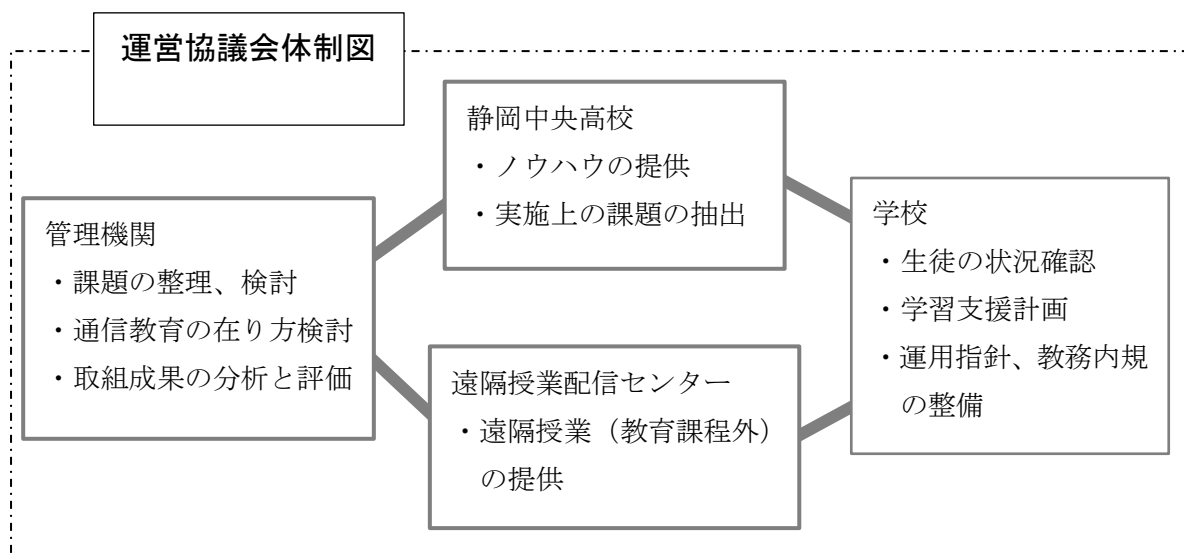 運営協議会体制図
静岡中央高校
・ノウハウの提供
・実施上の課題の抽出
管理機関
・課題の整理、検討
・通信教育の在り方検討
・取組成果の分析と評価
遠隔授業配信センター
・遠隔授業（教育課程外）
の提供
学校
・生徒の状況確認
・学習支援計画
・運用指針、教務内規
の整備